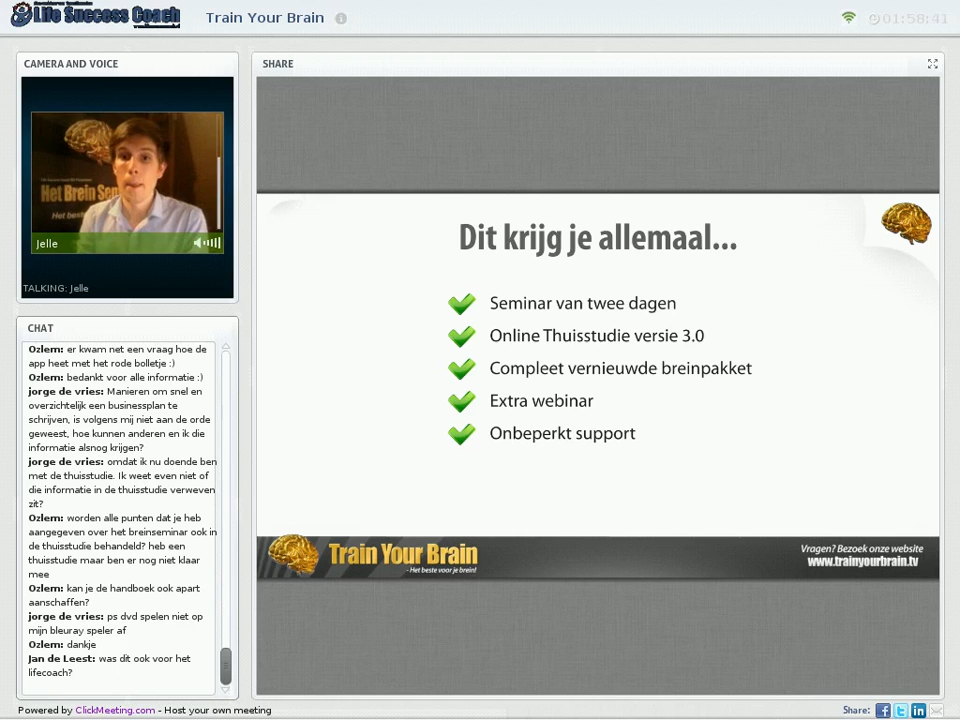 Life Success Coach
Train Your Brain
01:58:41
CAMERA AND VOICE
Het Brein Sem
Het best
Jelle
TALKING: Jelle
CHAT
Ozlem: er kwam net een vraag hoe de
app heet met het rode bolletje :)
Ozlem: bedankt voor alle informatie :)
jorge de vries: Manieren om snel en
overzichtelijk een businessplan te
schrijven, is volgens mij niet aan de orde
geweest, hoe kunnen anderen en ik die
informatie alsnog krijgen?
jorge de vries: omdat ik nu doende ben
met de thuisstudie. Ik weet even niet of
die informatie in de thuisstudie verweven
zit?
Ozlem: worden alle punten dat je heb
aangegeven over het breinseminar ook in
de thuisstudie behandeld? heb een
thuisstudie maar ben er nog niet klaar
mee
Ozlem: kan je de handboek ook apart
aanschaffen?
jorge de vries: ps dvd spelen niet op
mijn bleuray speler af
Ozlem: dankje
Jan de Leest: was dit ook voor het
lifecoach?
SHARE
Dit krijg je allemaal...
Seminar van twee dagen
Online Thuisstudie versie 3.0
Compleet vernieuwde breinpakket
Extra webinar
Onbeperkt support
Train Your Brain
- Het beste voor je brein!
Vragen? Bezoek onze website
www.trainyourbrain.tv
Powered by ClickMeeting.com - Host your own meeting
Share: